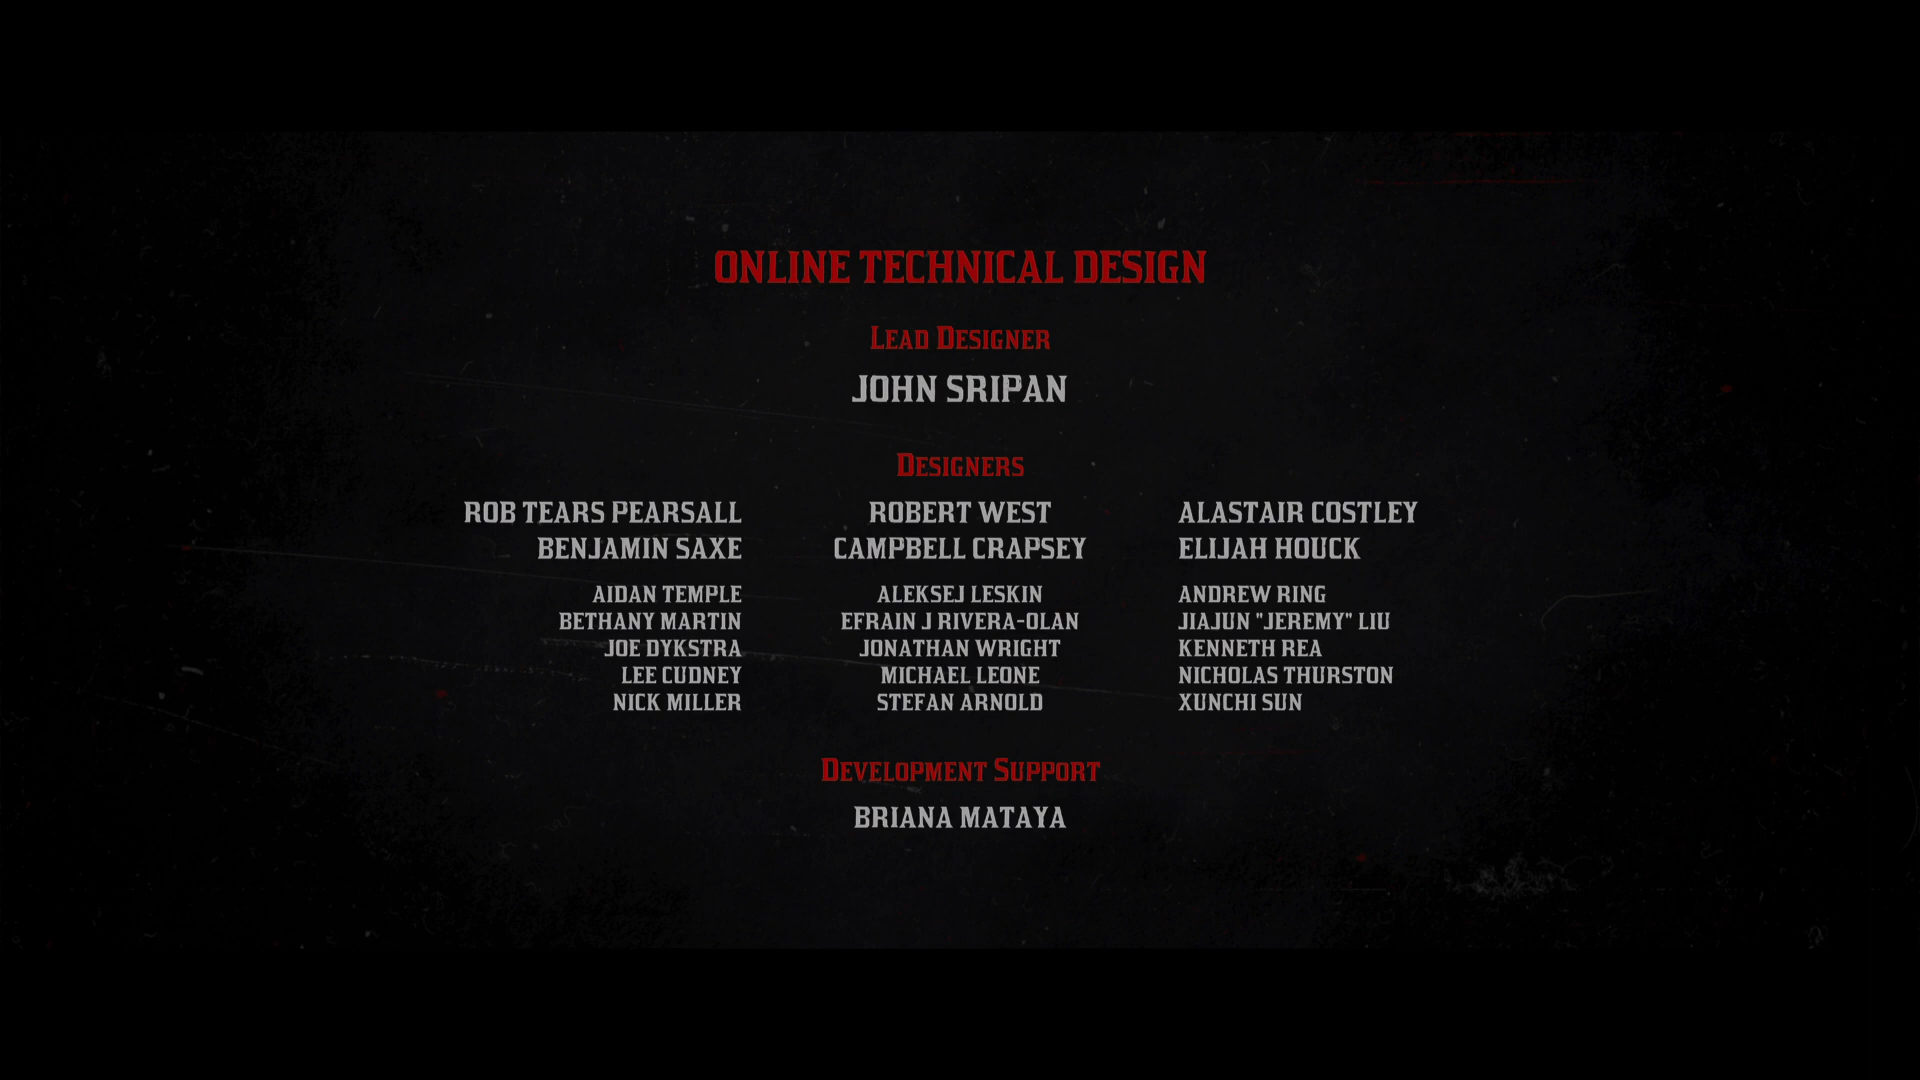 ONLINE TECHNICAL DESIGN
LEAD DESIGNER
JOHN SRIPAN
DESIGNERS
ROB TEARS PEARSALL ROBERT WEST ALASTAIR COSTLEY
BENJAMIN SAXE CAMPBELL CRAPSEY ELIJAH HOUCK
AIDAN TEMPLE ALEKSEJ LESKIN ANDREW RING
BETHANY MARTIN EFRAIN J RIVERA-OLAN JIAJUN "JEREMY" LIU
JOE DYKSTRA JONATHAN WRIGHT KENNETH REA
LEE CUDNEY MICHAEL LEONE NICHOLAS THURSTON
NICK MILLER STEFAN ARNOLD XUNCHI SUN
DEVELOPMENT SUPPORT
BRIANA MATAYA